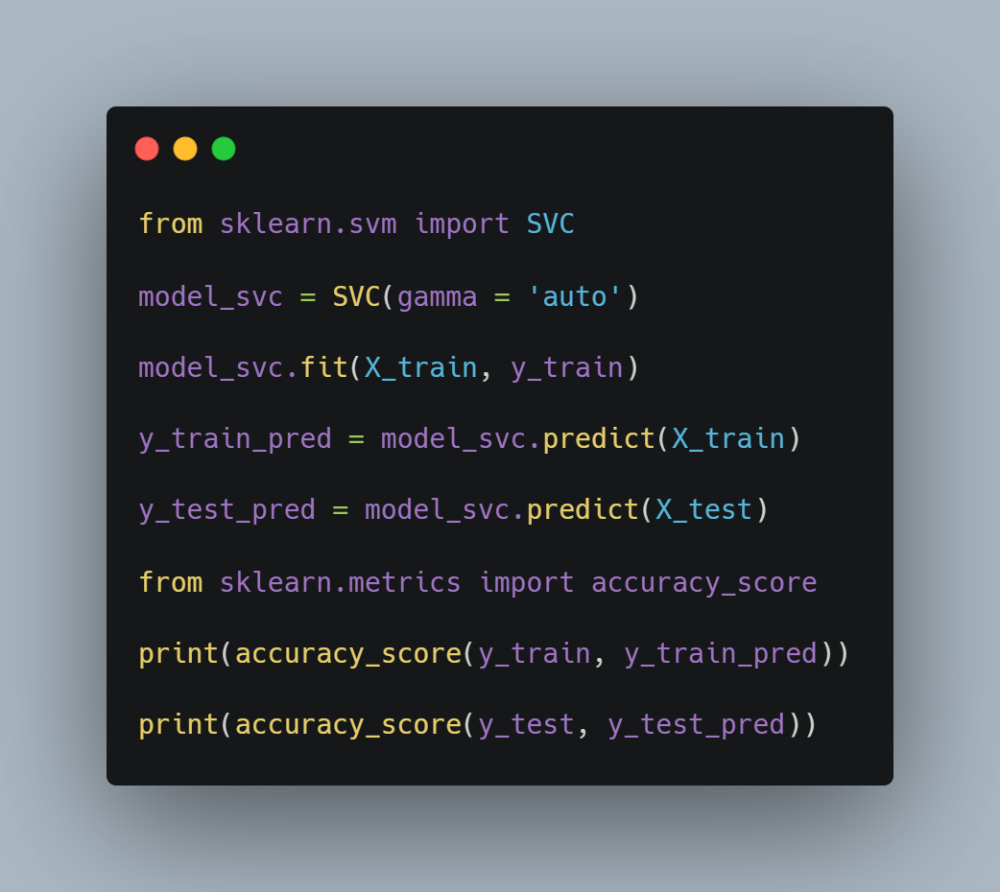 from sklearn.svm import SVC
model_svc = SVC(gamma = 'auto')
model_svc.fit(X_train, y_train)
y_train_pred = model_svc.predict(X_train)
y_test_pred = model_svc.predict(X_test)
from sklearn.metrics import accuracy_score
print(accuracy_score(y_train, y_train_pred))
print(accuracy_score(y_test, y_test_pred))